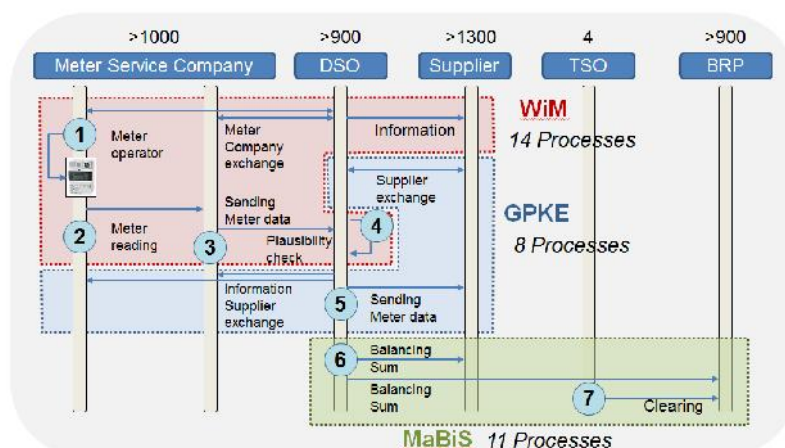 >1000 >900 >1300 4 >900
Meter Service Company DSO Supplier TSO BRP
WiM
14 Processes
1
Meter
operator
Meter
Company
exchange
Information
Supplier
exchange
GPKE
8 Processes
2
Meter
reading
Sending
Meter data
3
Plausibility
check
4
Information
Supplier
exchange
5
Sending
Meter data
6
Balancing
Sum
Balancing
Sum
7
Clearing
MaBiS 11 Processes